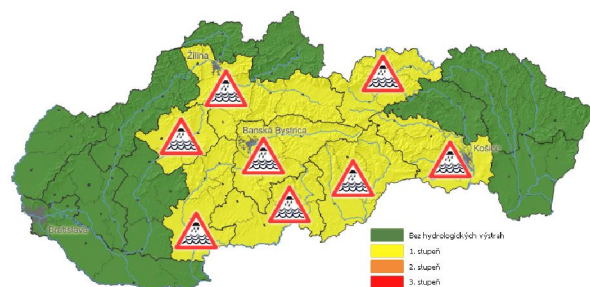 Žilina
Banská Bystrica
Košice
Bratislava
Bez hydrologických výstrah
1. stupeň
2. stupeň
3. stupeň